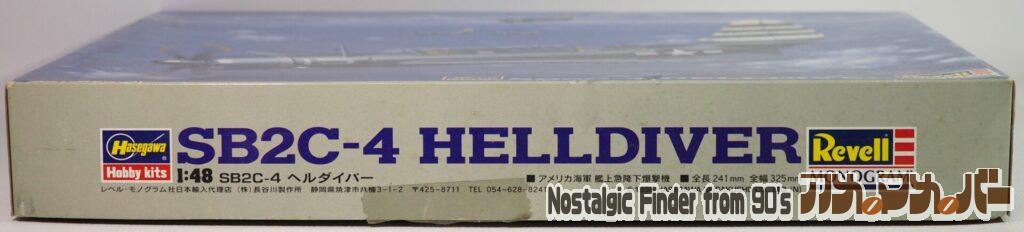 Hasegawa
Hobby kits
SB2C-4 HELLDIVER
Revell
MONOGRAM
1:48 SB2C-4 ヘルダイバー
■アメリカ海軍 艦上急降下爆撃機 ■全長241mm 全幅325mm
レベル・モノグラム社日本輸入代理店 (株)長谷川製作所 静岡県焼津市八楠3-1-2 〒425-8711 TEL 054-628-8241
Nostalgic Finder from 90's